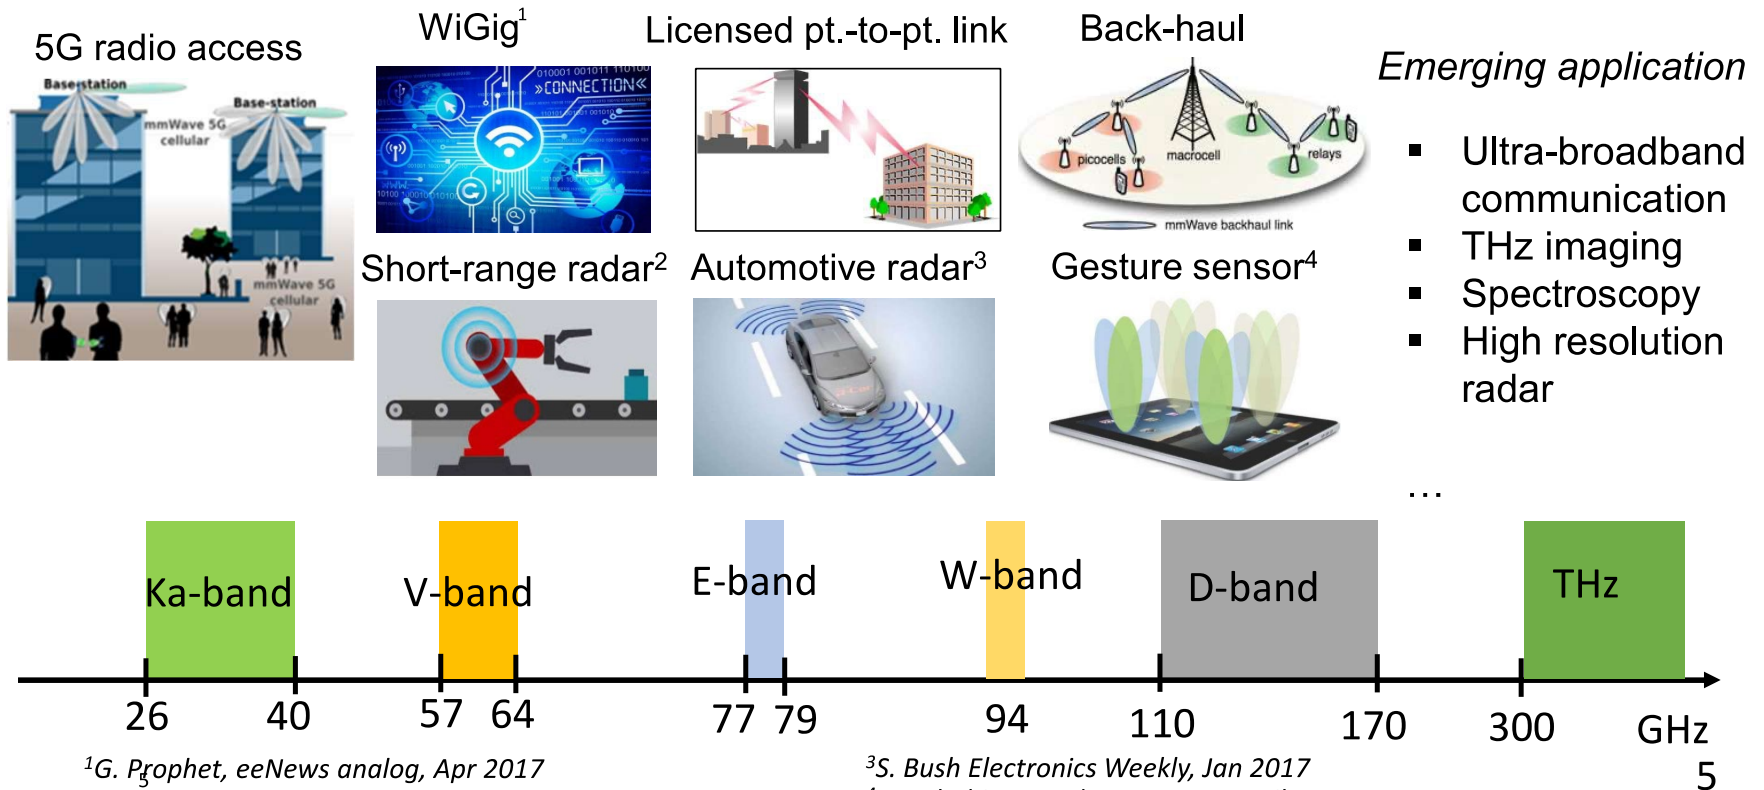 5G radio access
WiGig1
Licensed pt.-to-pt. link
Back-haul
Emerging application
Base-station
Base-station
mmWave 5G
cellular
mmWave 5G
cellular
010001 001011 110100
»CONNECTION«
picocells
macrocell
relays
mmWave backhaul link
Short-range radar2
Automotive radar3
Gesture sensor4
▪ Ultra-broadband
communication
▪ THz imaging
▪ Spectroscopy
▪ High resolution
radar
...
Ka-band
V-band
E-band
W-band
D-band
THz
26 40 57 64 77 79 94 110 170 300 GHz
1G. Prophet, eeNews analog, Apr 2017
3S. Bush Electronics Weekly, Jan 2017
5
5